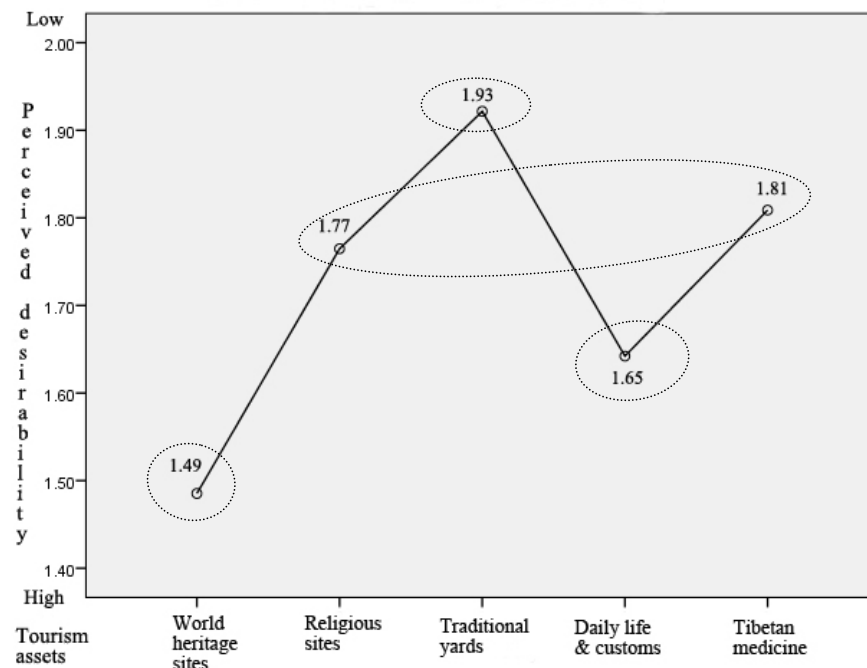 Low
2.00
1.93
1.90
1.81
1.80
1.77
1.70
1.65
1.60
1.49
1.50
1.40
High
Perceived desirability
Tourism
assets
World
heritage
sites
Religious
sites
Traditional
yards
Daily life
& customs
Tibetan
medicine